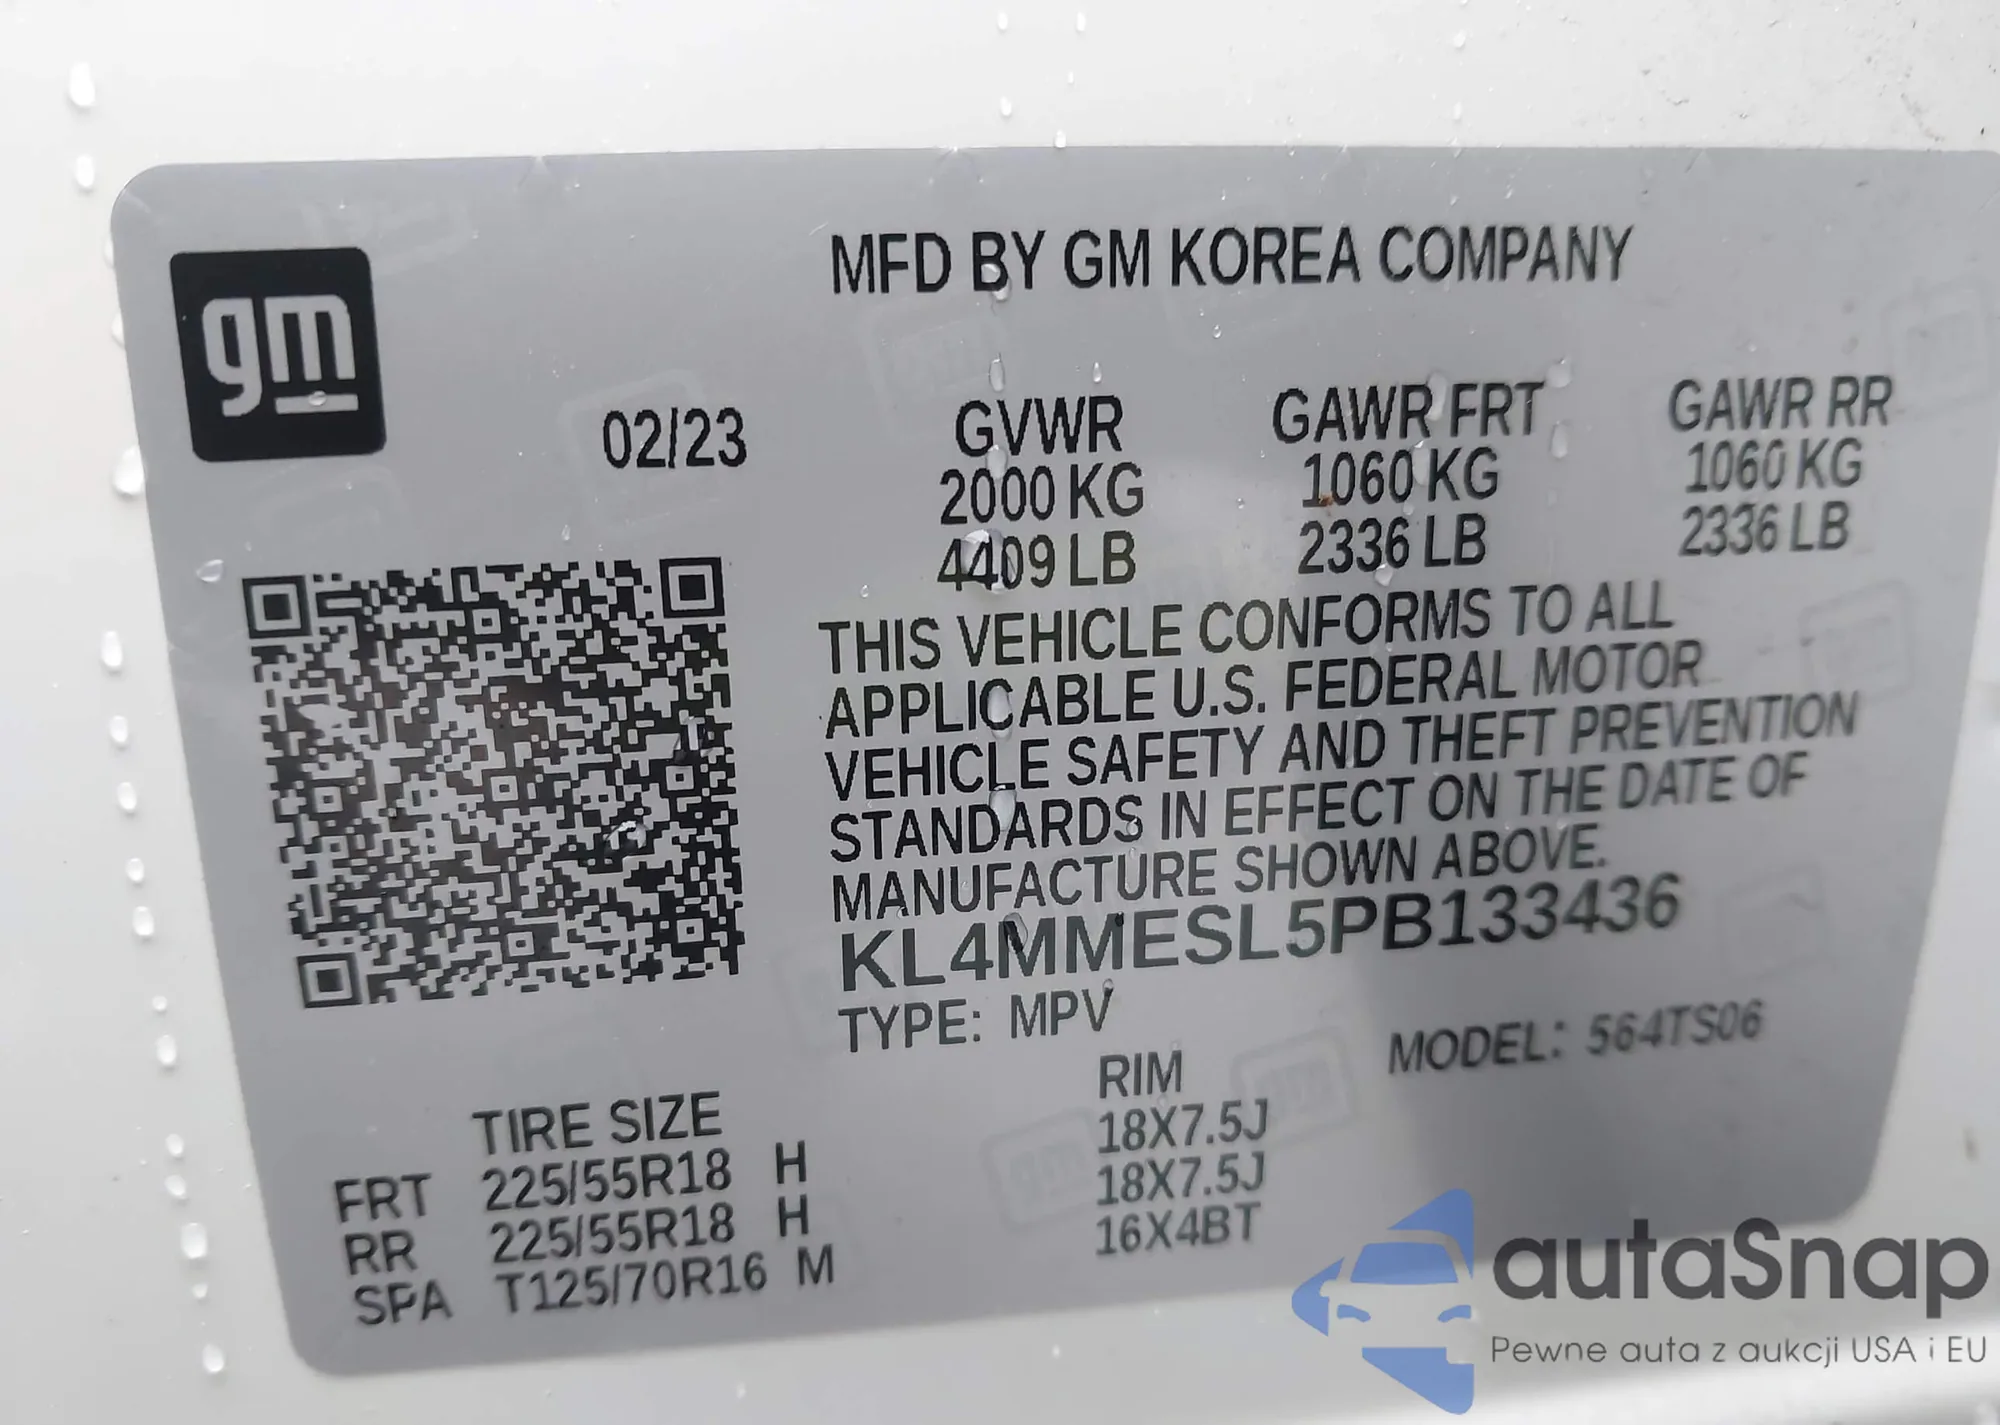 MFD BY GM KOREA COMPANY
gm
02/23
GVWR GAWR FRT GAWR RR
2000 KG 1060 KG 1060 KG
4409 LB 2336 LB 2336 LB
THIS VEHICLE CONFORMS TO ALL
APPLICABLE U.S. FEDERAL MOTOR
VEHICLE SAFETY AND THEFT PREVENTION
STANDARDS IN EFFECT ON THE DATE OF
MANUFACTURE SHOWN ABOVE.
KL4MMESL5PB133436
TYPE: MPV MODEL: 564TS06
TIRE SIZE RIM
FRT 225/55R18 H 18X7.5J
RR 225/55R18 H 18X7.5J
SPA T125/70R16 M 16X4BT
autaSnap
Pewne auta z aukcji USA i EU